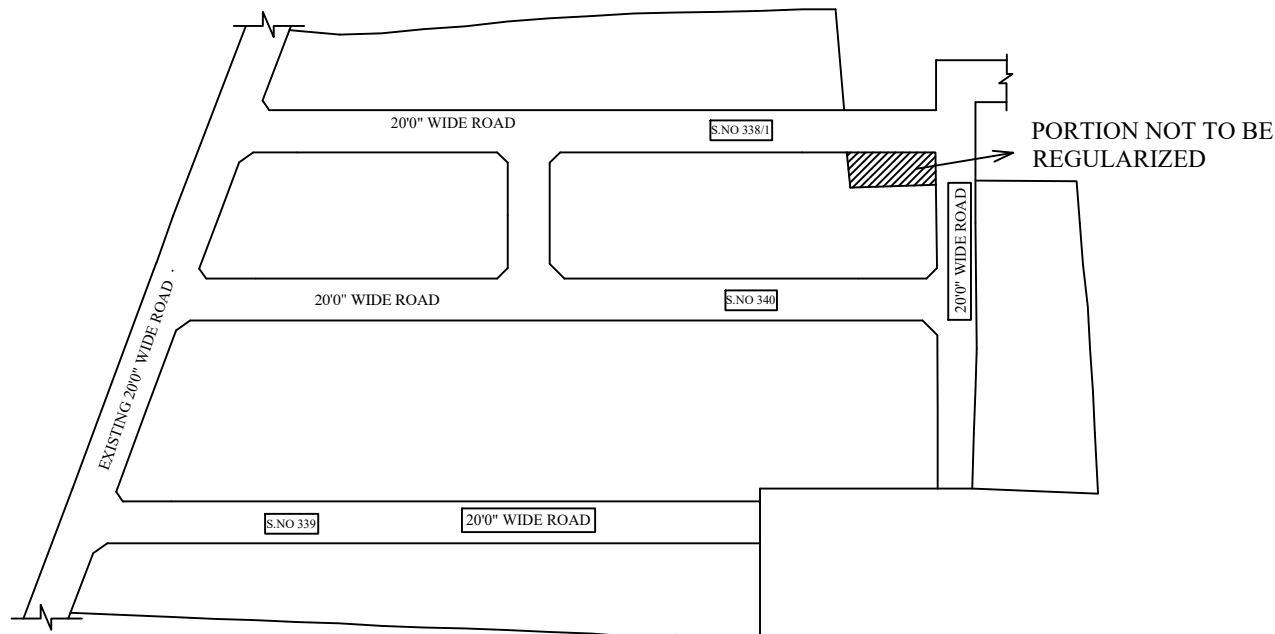 20'0" WIDE ROAD
S.NO 338/1
PORTION NOT TO BE
REGULARIZED
20'0" WIDE ROAD
EXISTING 20'0" WIDE ROAD
20'0" WIDE ROAD
S.NO 340
S.NO 339
20'0" WIDE ROAD